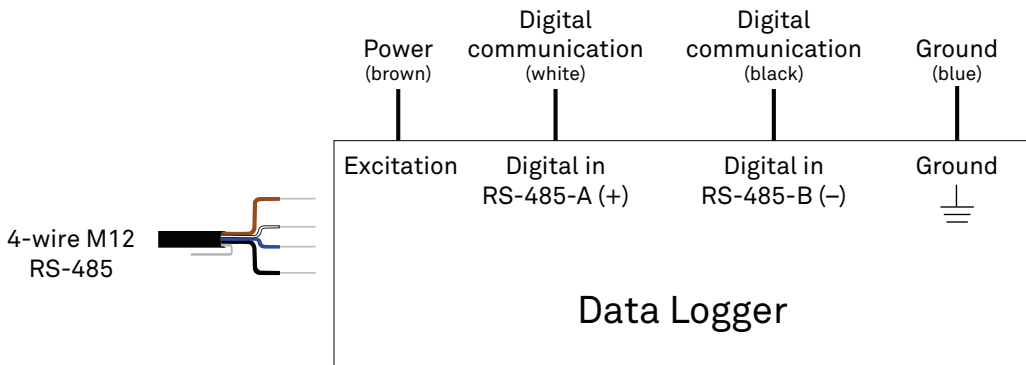 Power
(brown)
Digital
communication
(white)
Digital
communication
(black)
Ground
(blue)
Excitation
Digital in
RS-485-A (+)
Digital in
RS-485-B (–)
Ground
4-wire M12
RS-485
Data Logger